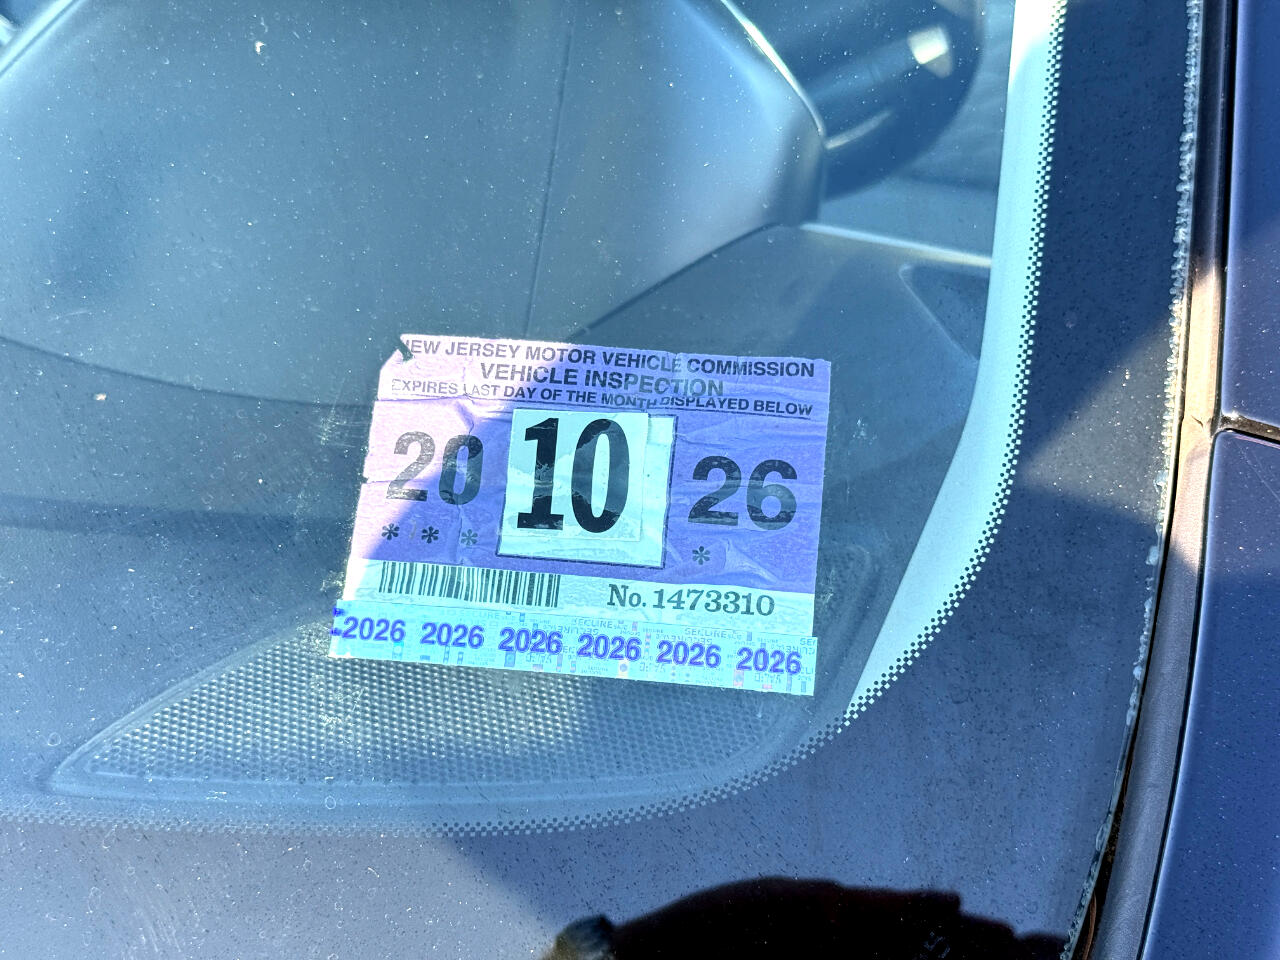 NEW JERSEY MOTOR VEHICLE COMMISSION
VEHICLE INSPECTION
EXPIRES LAST DAY OF THE MONTH DISPLAYED BELOW
20 10 26
* * * *
No. 1473310
2026 2026 2026 2026 2026 2026